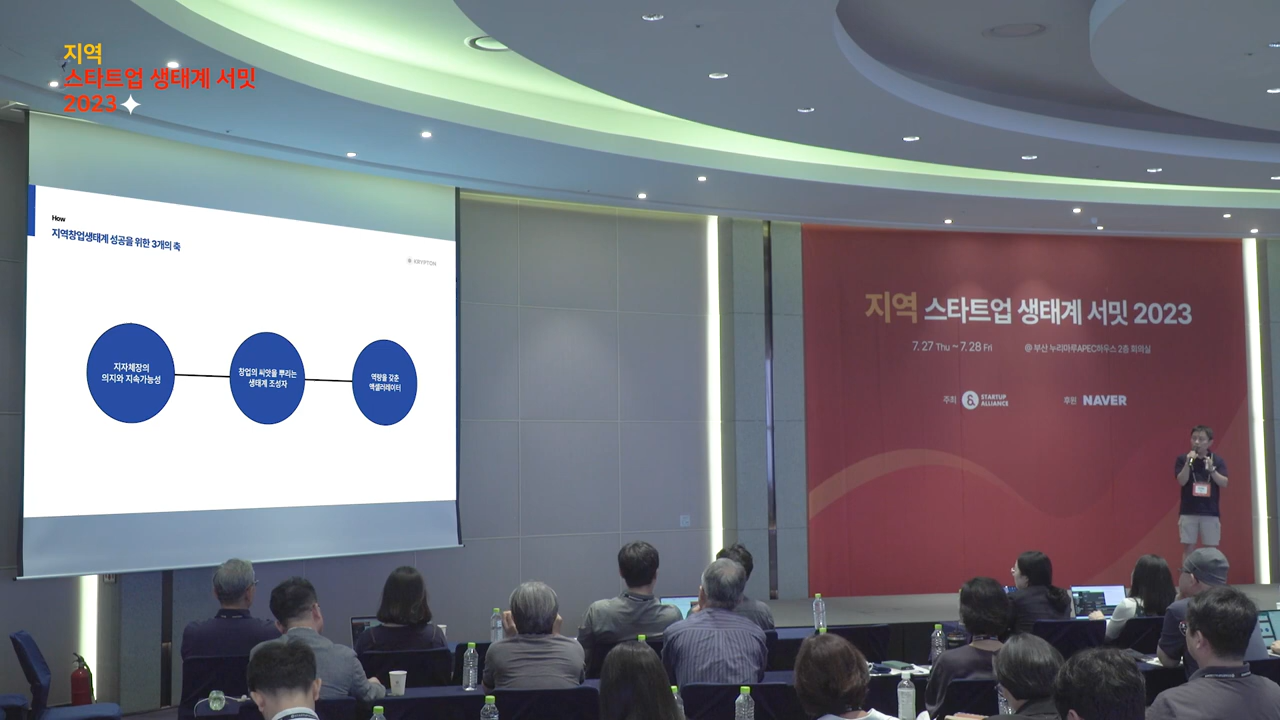 지역
스타트업 생태계 서밋
2023
How
지역창업생태계 성공을 위한 3개의 축
KRYPTON
지자체장의
의지와 지속가능성
창업의 씨앗을 뿌리는
생태계 조성자
역량을 갖춘
액셀러레이터
지역 스타트업 생태계 서밋 2023
7. 27 Thu ~ 7. 28 Fri @ 부산 누리마루APEC하우스 2층 회의실
주최 & STARTUP ALLIANCE 후원 NAVER